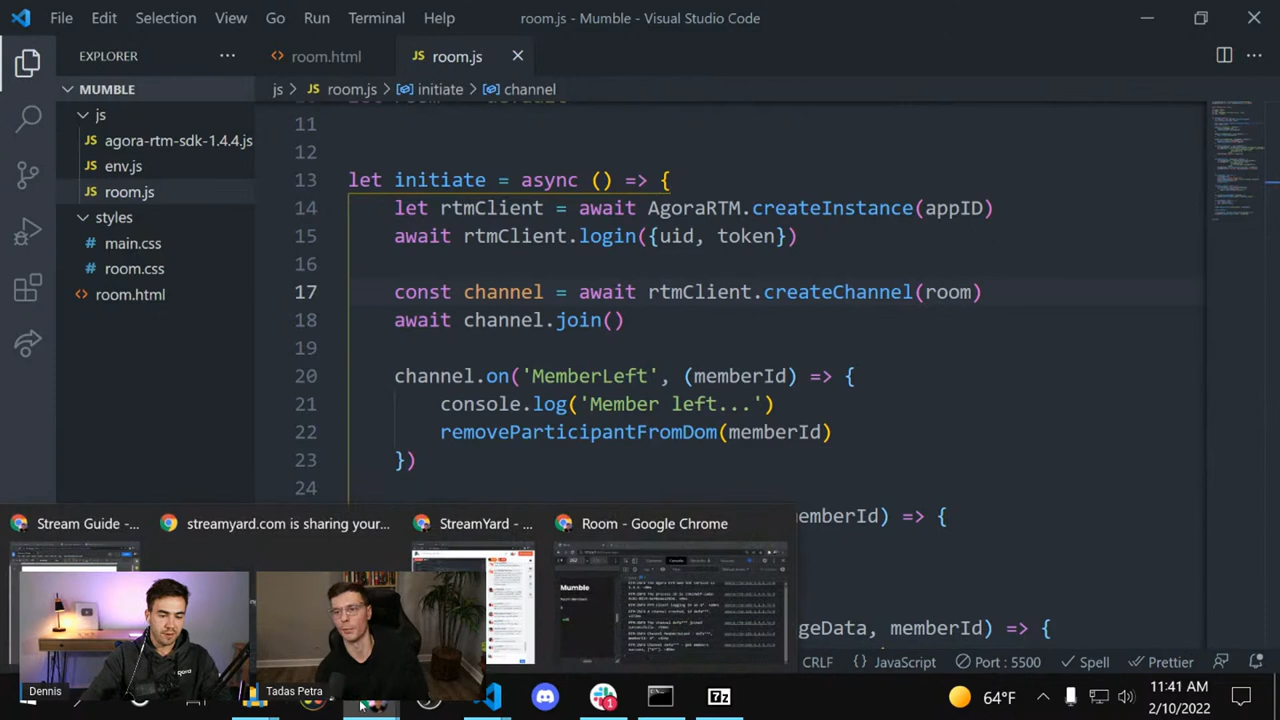 File Edit Selection View Go Run Terminal Help room.js - Mumble - Visual Studio Code
EXPLORER
room.html
room.js
MUMBLE
js > room.js > initiate > channel
js
agora-rtm-sdk-1.4.4.js
env.js
room.js
styles
main.css
room.css
room.html
11
12
13 let initiate = async () => {
14 let rtmClient = await AgoraRTM.createInstance(appID)
15 await rtmClient.login({uid, token})
16
17 const channel = await rtmClient.createChannel(room)
18 await channel.join()
19
20 channel.on('MemberLeft', (memberId) => {
21 console.log('Member left...')
22 removeParticipantFromDom(memberId)
23 })
24
emberId) => {
geData, memberId) => {
Stream Guide -...
streamyard.com is sharing your...
StreamYard - ...
Room - Google Chrome
Mumble
Console
Dennis
Tadas Petra
CRLF {} JavaScript Port : 5500 Spell Prettier
1
7z
64°F
11:41 AM
2/10/2022